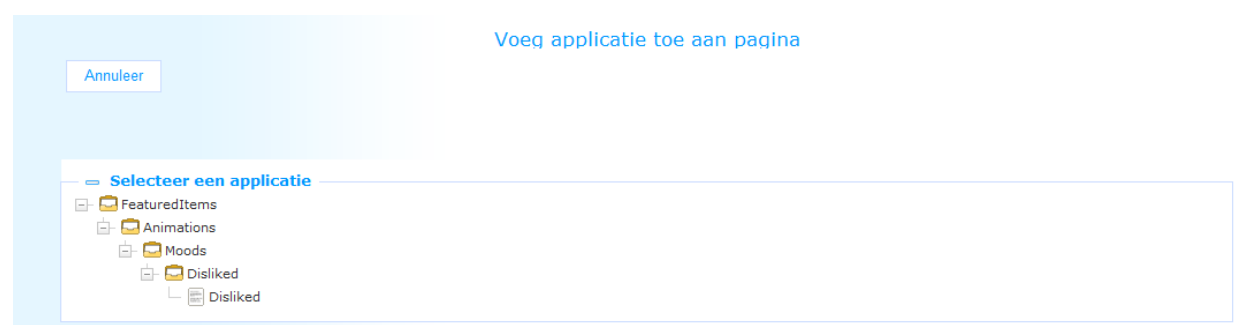 Voeg applicatie toe aan pagina
Annuleer
Selecteer een applicatie
FeaturedItems
Animations
Moods
Disliked
Disliked